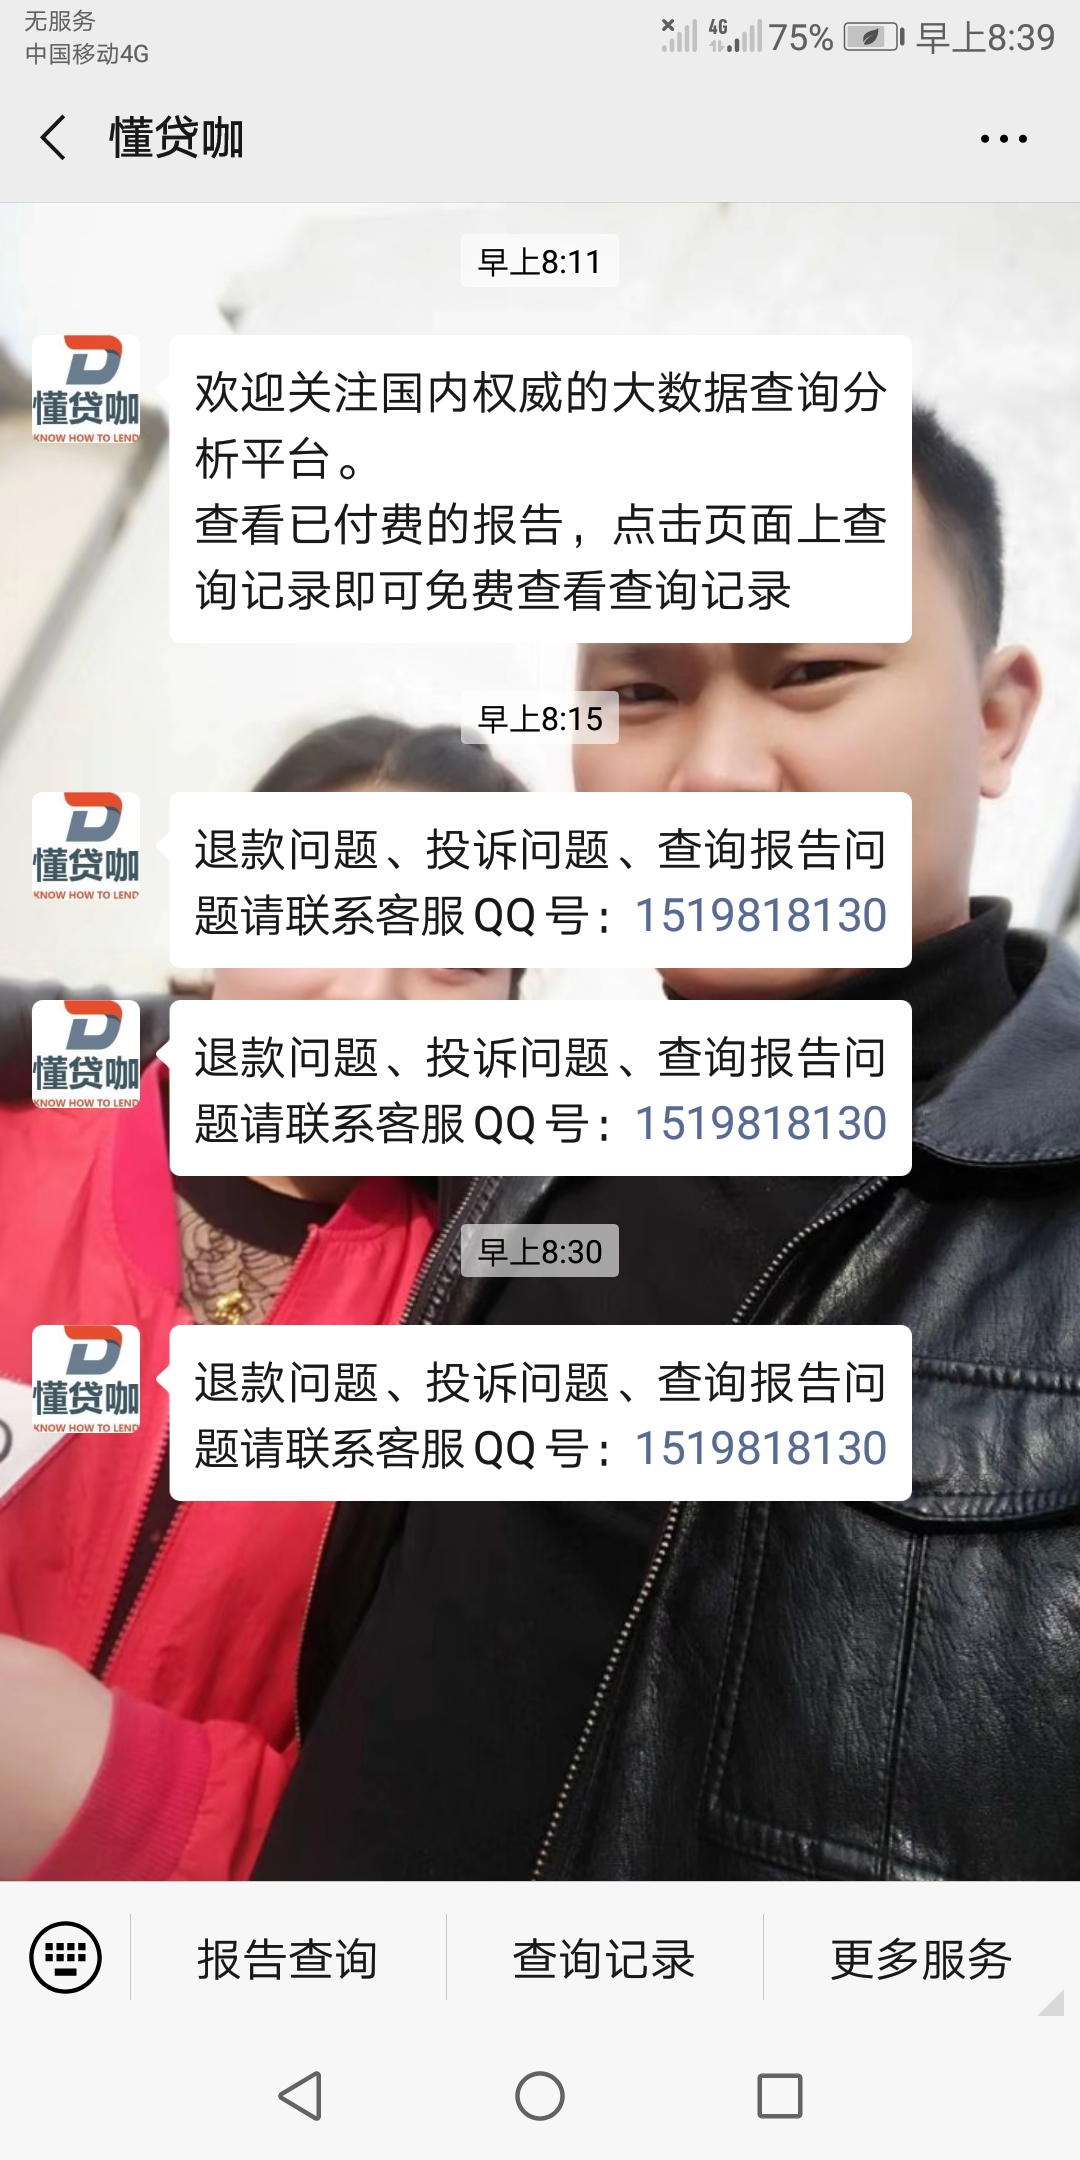 无服务
中国移动4G
4G
75%
早上8:39
懂贷咖
早上8:11
懂贷咖
KNOW HOW TO LEND
欢迎关注国内权威的大数据查询分
析平台。
查看已付费的报告，点击页面上查
询记录即可免费查看查询记录
早上8:15
懂贷咖
KNOW HOW TO LEND
退款问题、投诉问题、查询报告问
题请联系客服QQ号：1519818130
懂贷咖
KNOW HOW TO LEND
退款问题、投诉问题、查询报告问
题请联系客服QQ号：1519818130
早上8:30
懂贷咖
KNOW HOW TO LEND
退款问题、投诉问题、查询报告问
题请联系客服QQ号：1519818130
报告查询
查询记录
更多服务